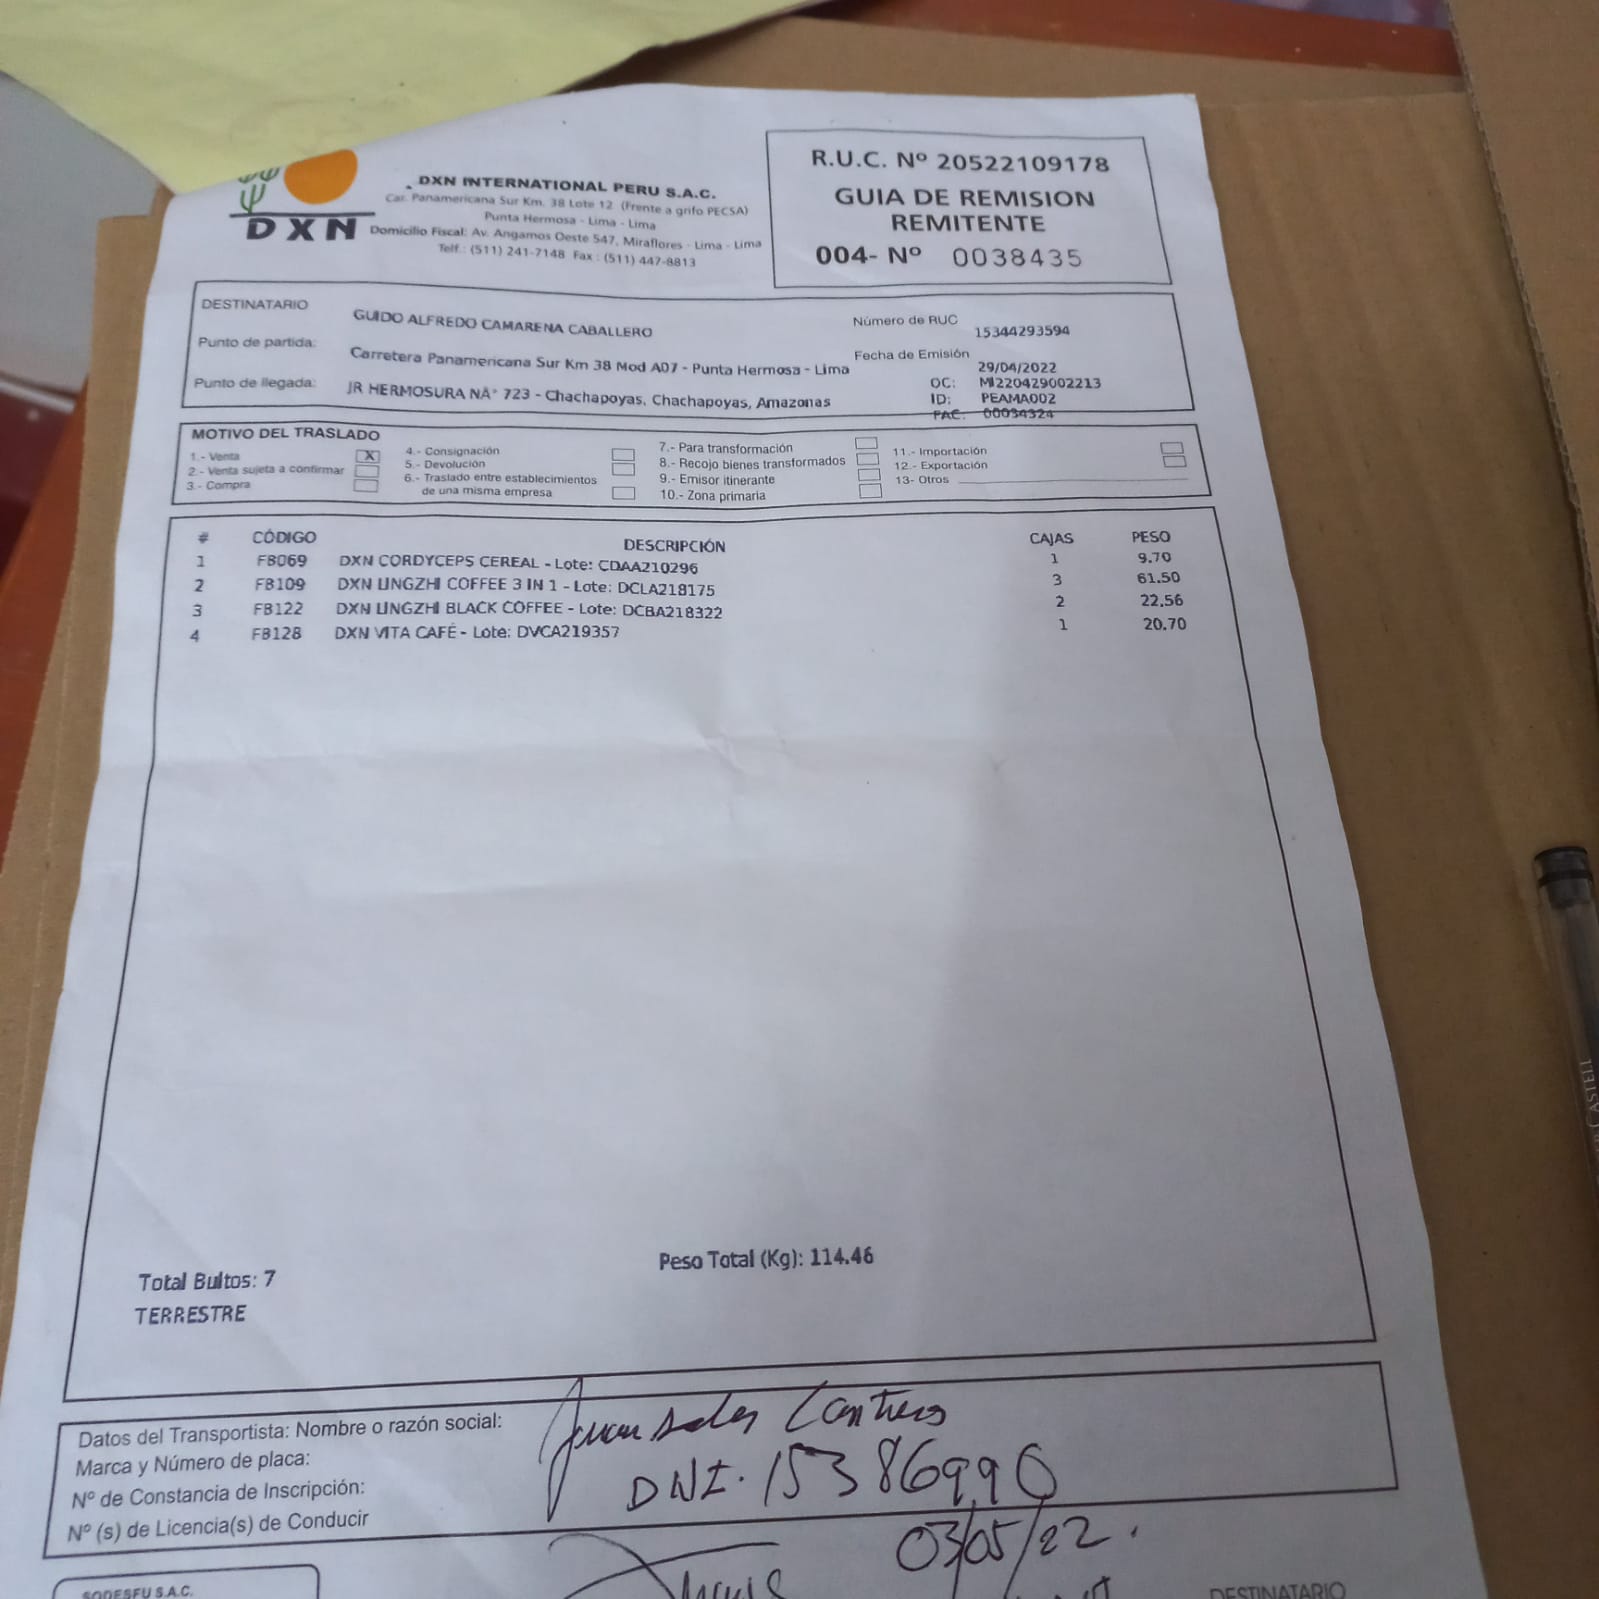 DXN
DXN INTERNATIONAL PERU S.A.C.
Car. Panamericana Sur Km. 38 Lote 12 (Frente a grifo PECSA)
Punta Hermosa - Lima - Lima
Domicilio Fiscal: Av. Angamos Oeste 547, Miraflores - Lima - Lima
Telf.: (511) 241-7148 Fax : (511) 447-8813
R.U.C. Nº 20522109178
GUIA DE REMISION
REMITENTE
004- Nº 0038435
DESTINATARIO GUIDO ALFREDO CAMARENA CABALLERO Número de RUC 15344293594
Punto de partida: Carretera Panamericana Sur Km 38 Mod A07 - Punta Hermosa - Lima Fecha de Emisión 29/04/2022
OC: MI220429002213
Punto de llegada: JR HERMOSURA NÂ° 723 - Chachapoyas, Chachapoyas, Amazonas ID: PEAMA002
FAC: 00034324
MOTIVO DEL TRASLADO
1.- Venta X
2.- Venta sujeta a confirmar
3.- Compra
4.- Consignación
5.- Devolución
6.- Traslado entre establecimientos
de una misma empresa
7.- Para transformación
8.- Recojo bienes transformados
9.- Emisor itinerante
10.- Zona primaria
11.- Importación
12.- Exportación
13- Otros
# CÓDIGO DESCRIPCIÓN CAJAS PESO
1 FB069 DXN CORDYCEPS CEREAL - Lote: CDAA210296 1 9.70
2 FB109 DXN LINGZHI COFFEE 3 IN 1 - Lote: DCLA218175 3 61.50
3 FB122 DXN LINGZHI BLACK COFFEE - Lote: DCBA218322 2 22.56
4 FB128 DXN VITA CAFÉ - Lote: DVCA219357 1 20.70
Total Bultos: 7 Peso Total (Kg): 114.46
TERRESTRE
Datos del Transportista: Nombre o razón social: Juan
Marca y Número de placa:
Nº de Constancia de Inscripción: DNI. 15386990
Nº (s) de Licencia(s) de Conducir
03/05/22.
S.A.C.
DESTINATARIO